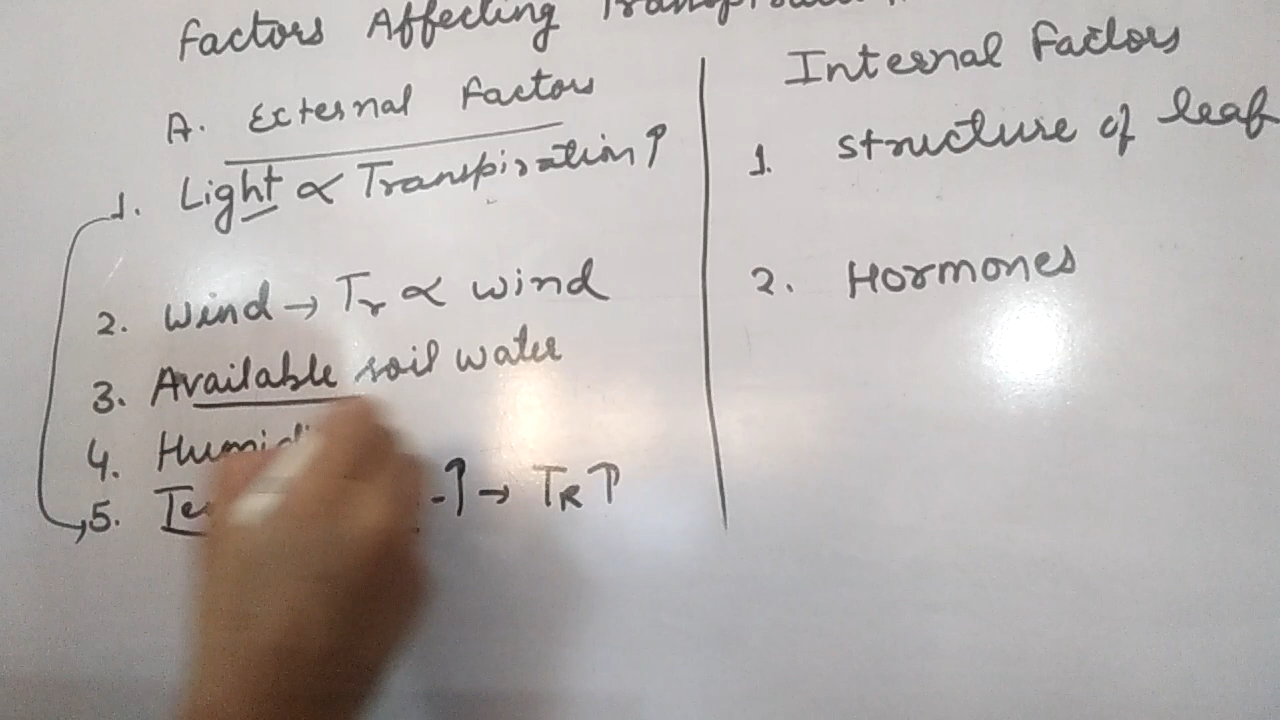 Factors Affecting
A. External Factors
1. Light ∝ Transpiration ↑
2. Wind → Tr ∝ wind
3. Available soil water
4.
5. - ↑ → TR ↑
Internal Factors
1. Structure of leaf
2. Hormones